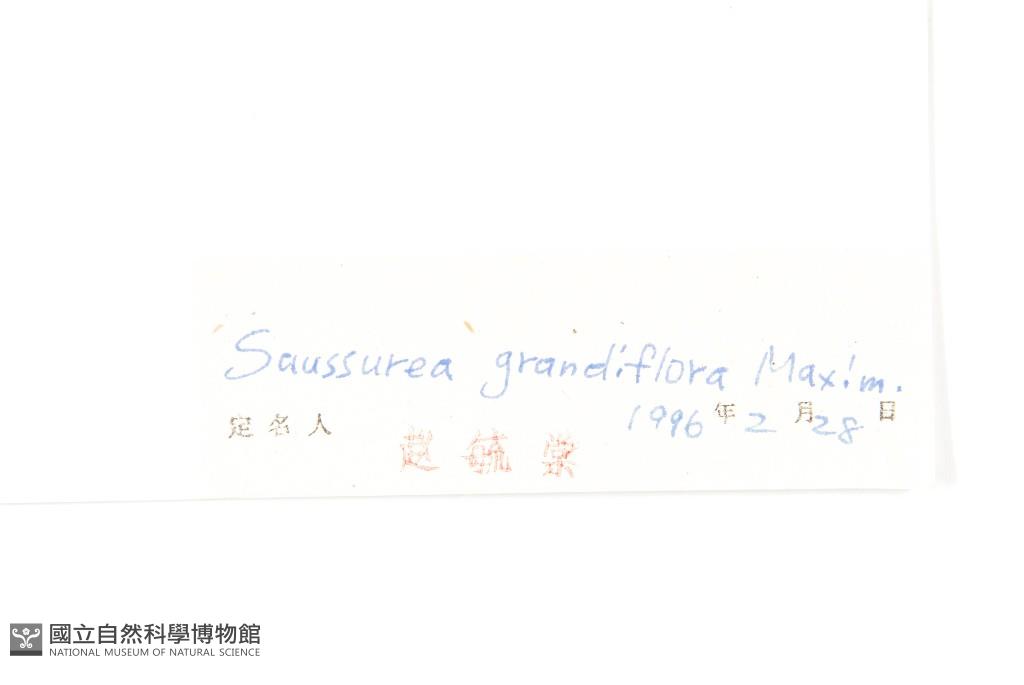 Saussurea grandiflora Maxim.
1996年2月28日
定名人 赵毓棠
國立自然科學博物館
NATIONAL MUSEUM OF NATURAL SCIENCE